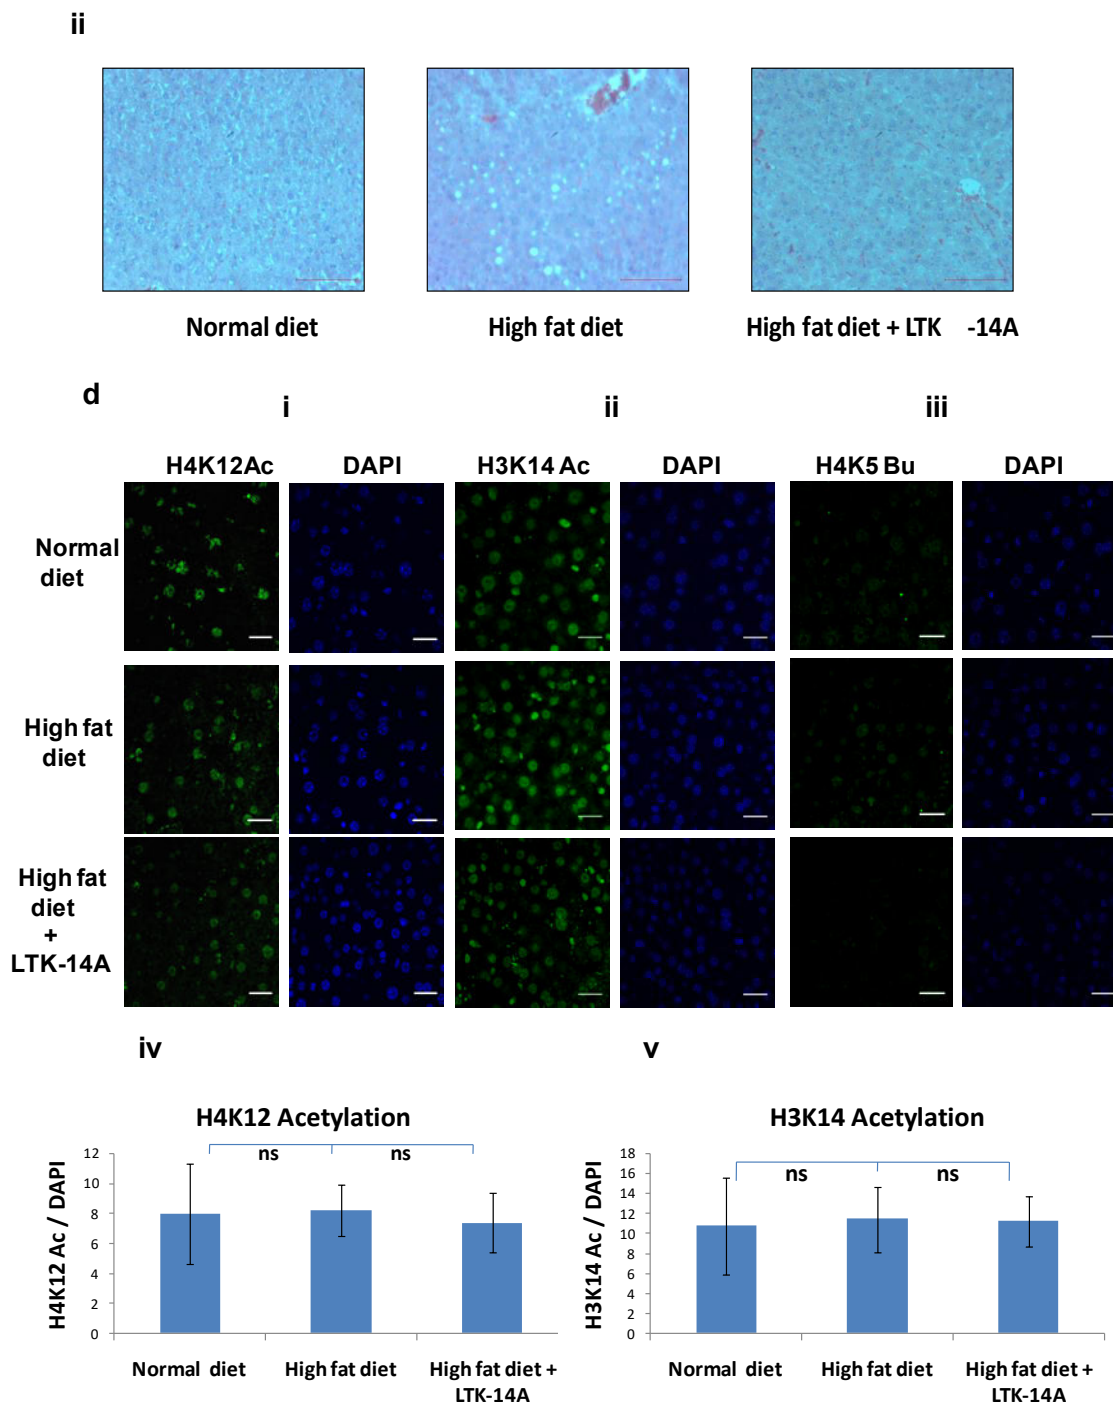 ii
Normal diet
High fat diet
High fat diet + LTK -14A
d
i
ii
iii
H4K12Ac
DAPI
H3K14 Ac
DAPI
H4K5 Bu
DAPI
Normal
diet
High fat
diet
High fat
diet
+
LTK-14A
iv
v
H4K12 Acetylation
H4K12 Ac / DAPI
12
10
8
6
4
2
0
ns
ns
Normal diet
High fat diet
High fat diet +
LTK-14A
H3K14 Acetylation
H3K14 Ac / DAPI
18
16
14
12
10
8
6
4
2
0
ns
ns
Normal diet
High fat diet
High fat diet +
LTK-14A